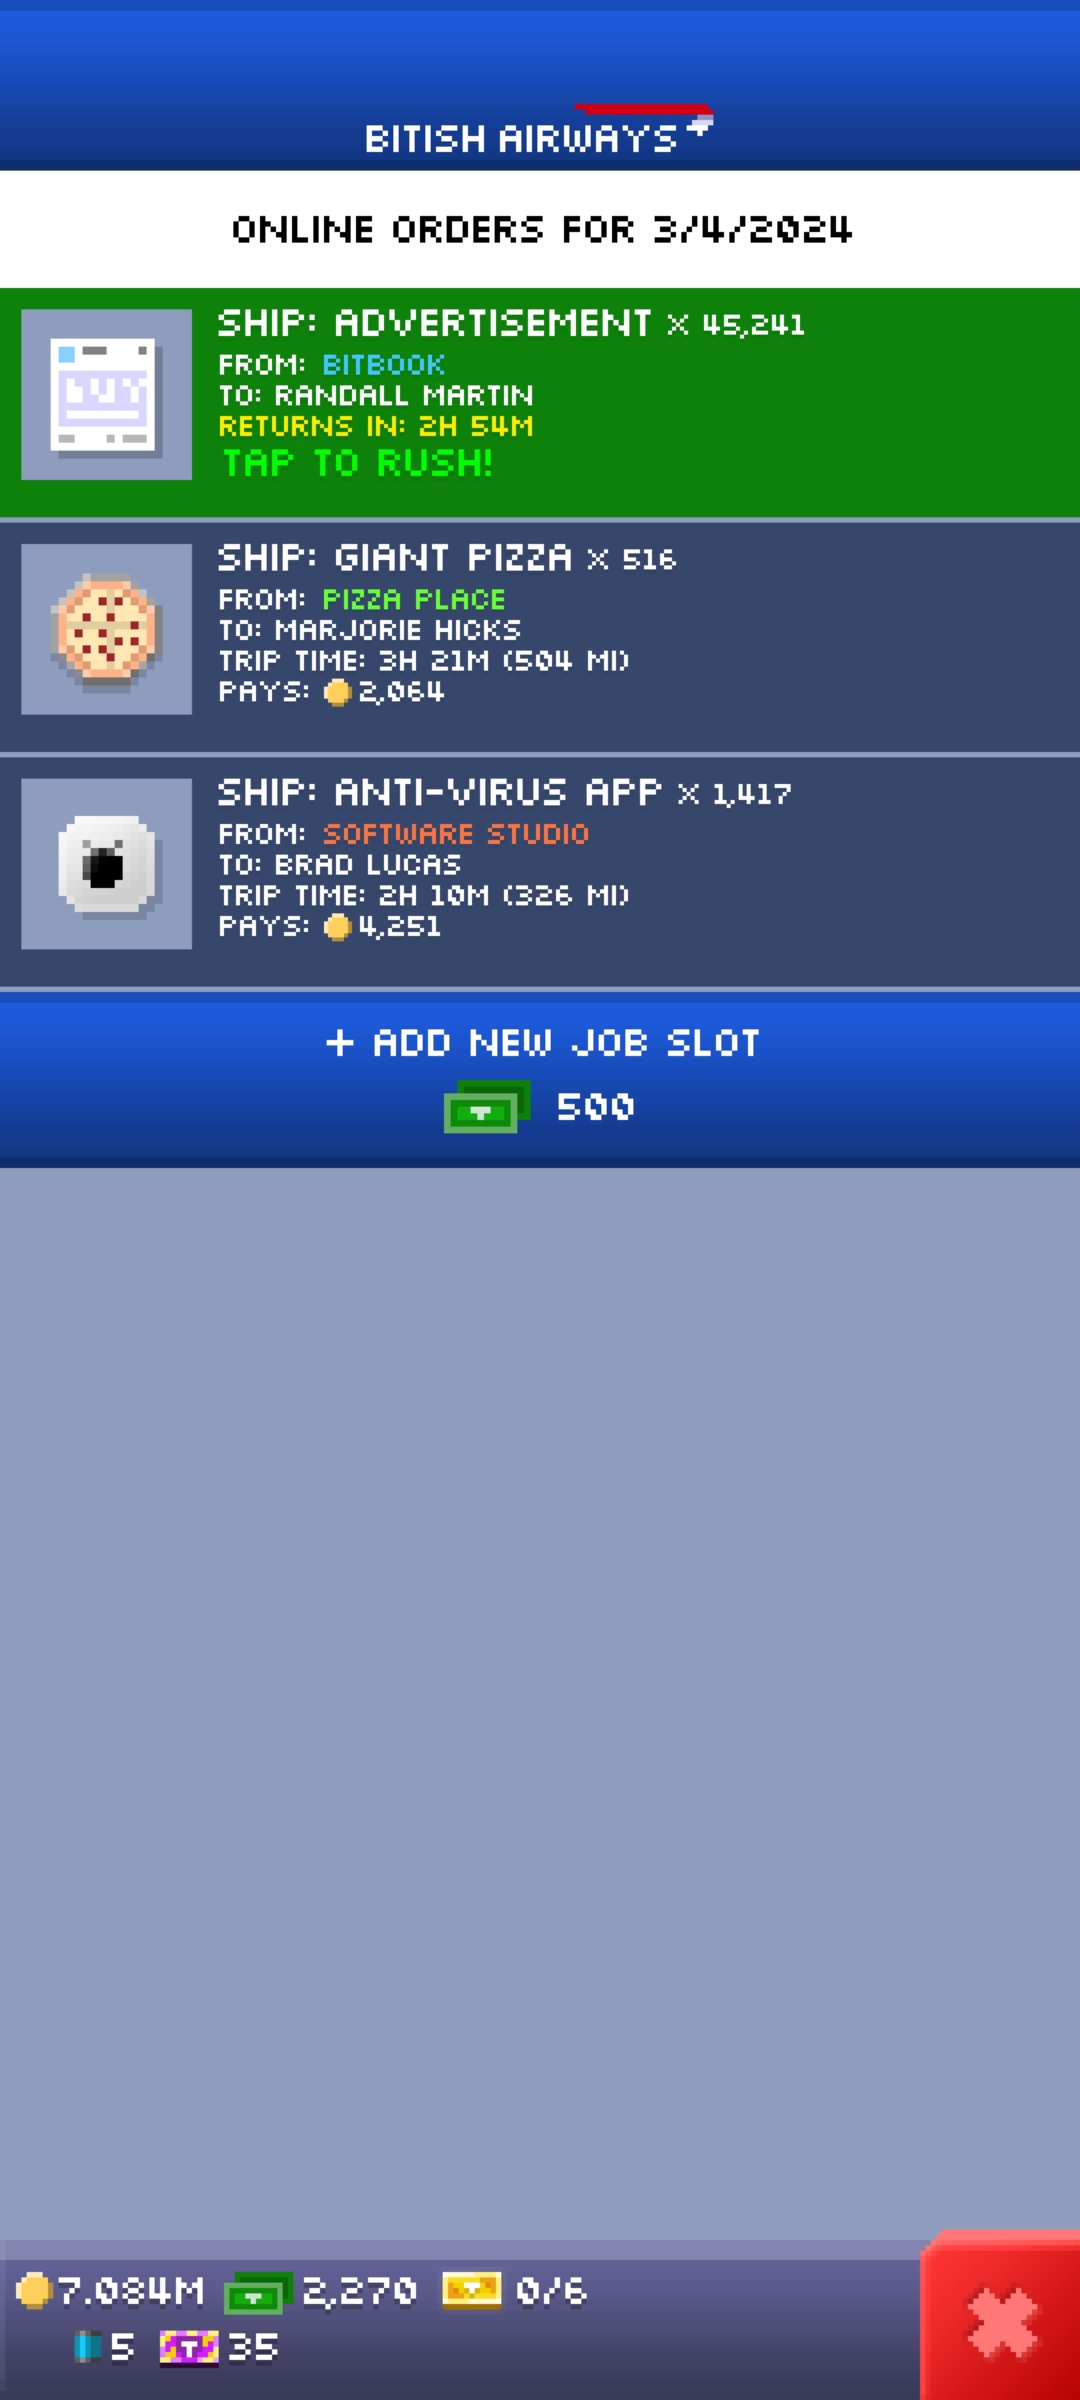 BITISH AIRWAYS
ONLINE ORDERS FOR 3/4/2024
SHIP: ADVERTISEMENT X 45,241
FROM: BITBOOK
TO: RANDALL MARTIN
RETURNS IN: 2H 54M
TAP TO RUSH!
SHIP: GIANT PIZZA X 516
FROM: PIZZA PLACE
TO: MARJORIE HICKS
TRIP TIME: 3H 21M (504 MI)
PAYS: 2,064
SHIP: ANTI-VIRUS APP X 1,417
FROM: SOFTWARE STUDIO
TO: BRAD LUCAS
TRIP TIME: 2H 10M (326 MI)
PAYS: 4,251
+ ADD NEW JOB SLOT
500
7.084M 2,270 0/6
5 T 35